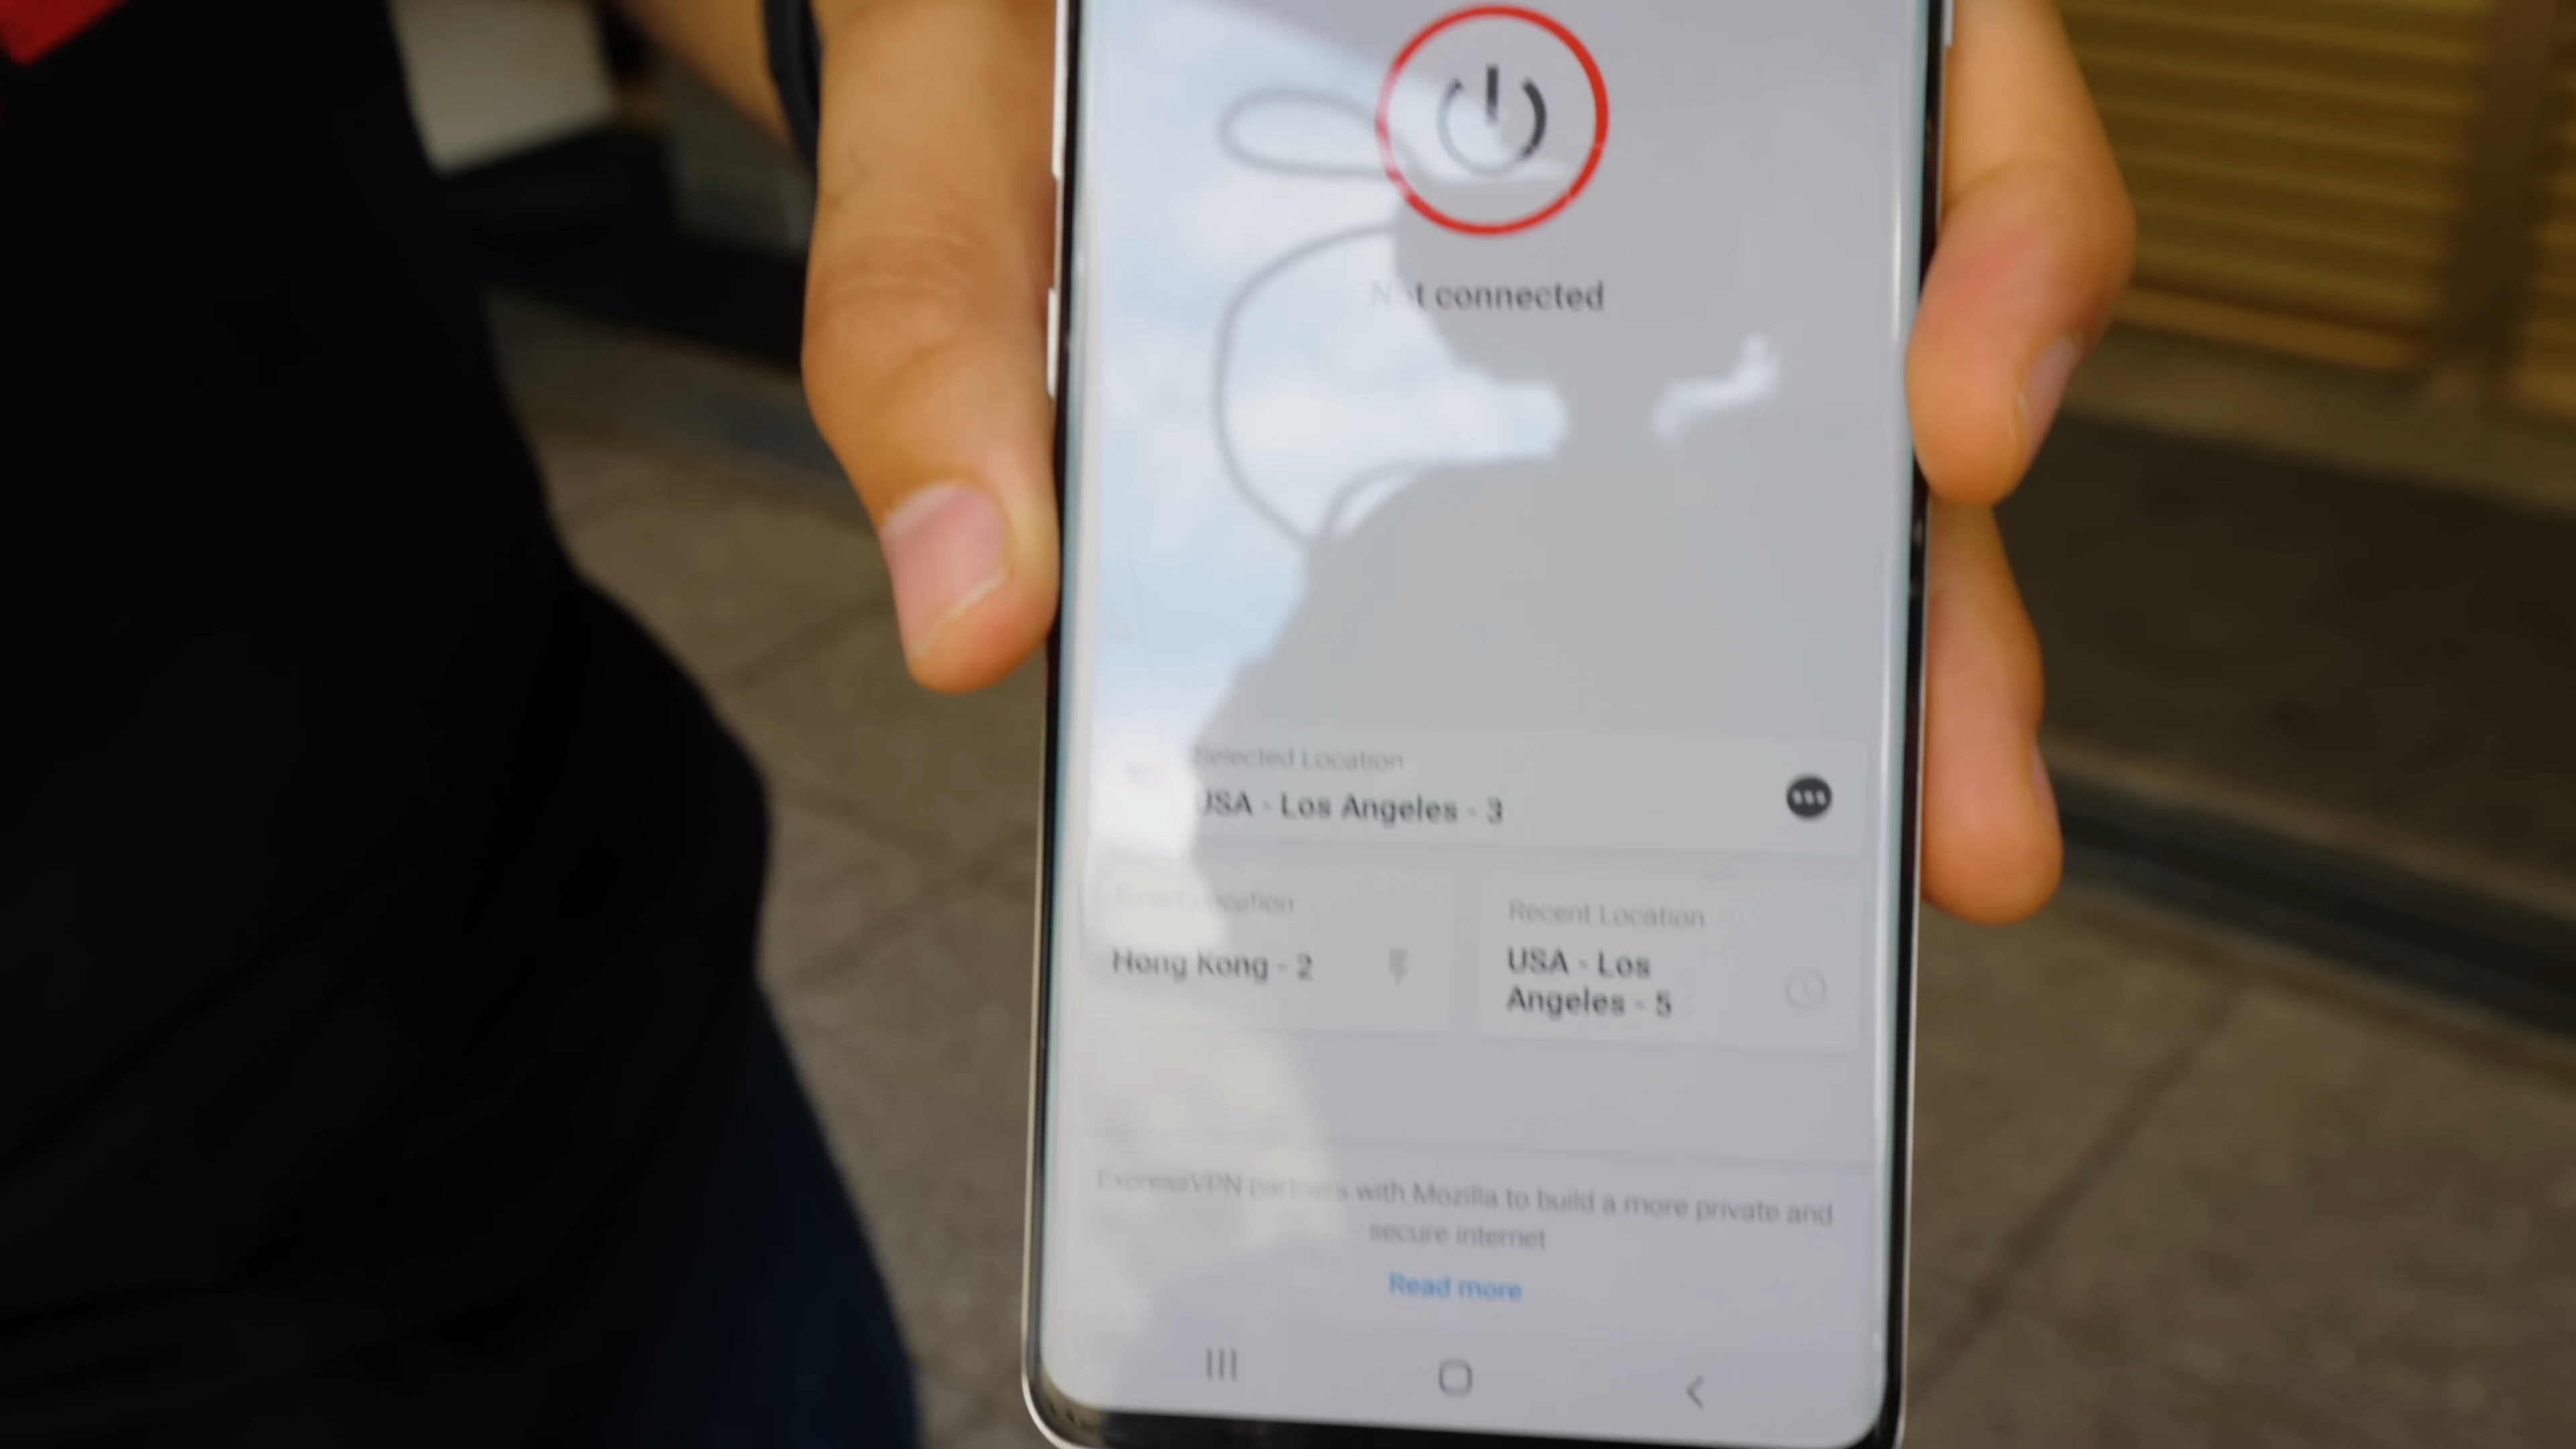 Not connected
Selected Location
USA - Los Angeles - 3
Smart Location
Hong Kong - 2
Recent Location
USA - Los
Angeles - 5
ExpressVPN partners with Mozilla to build a more private and
secure internet
Read more